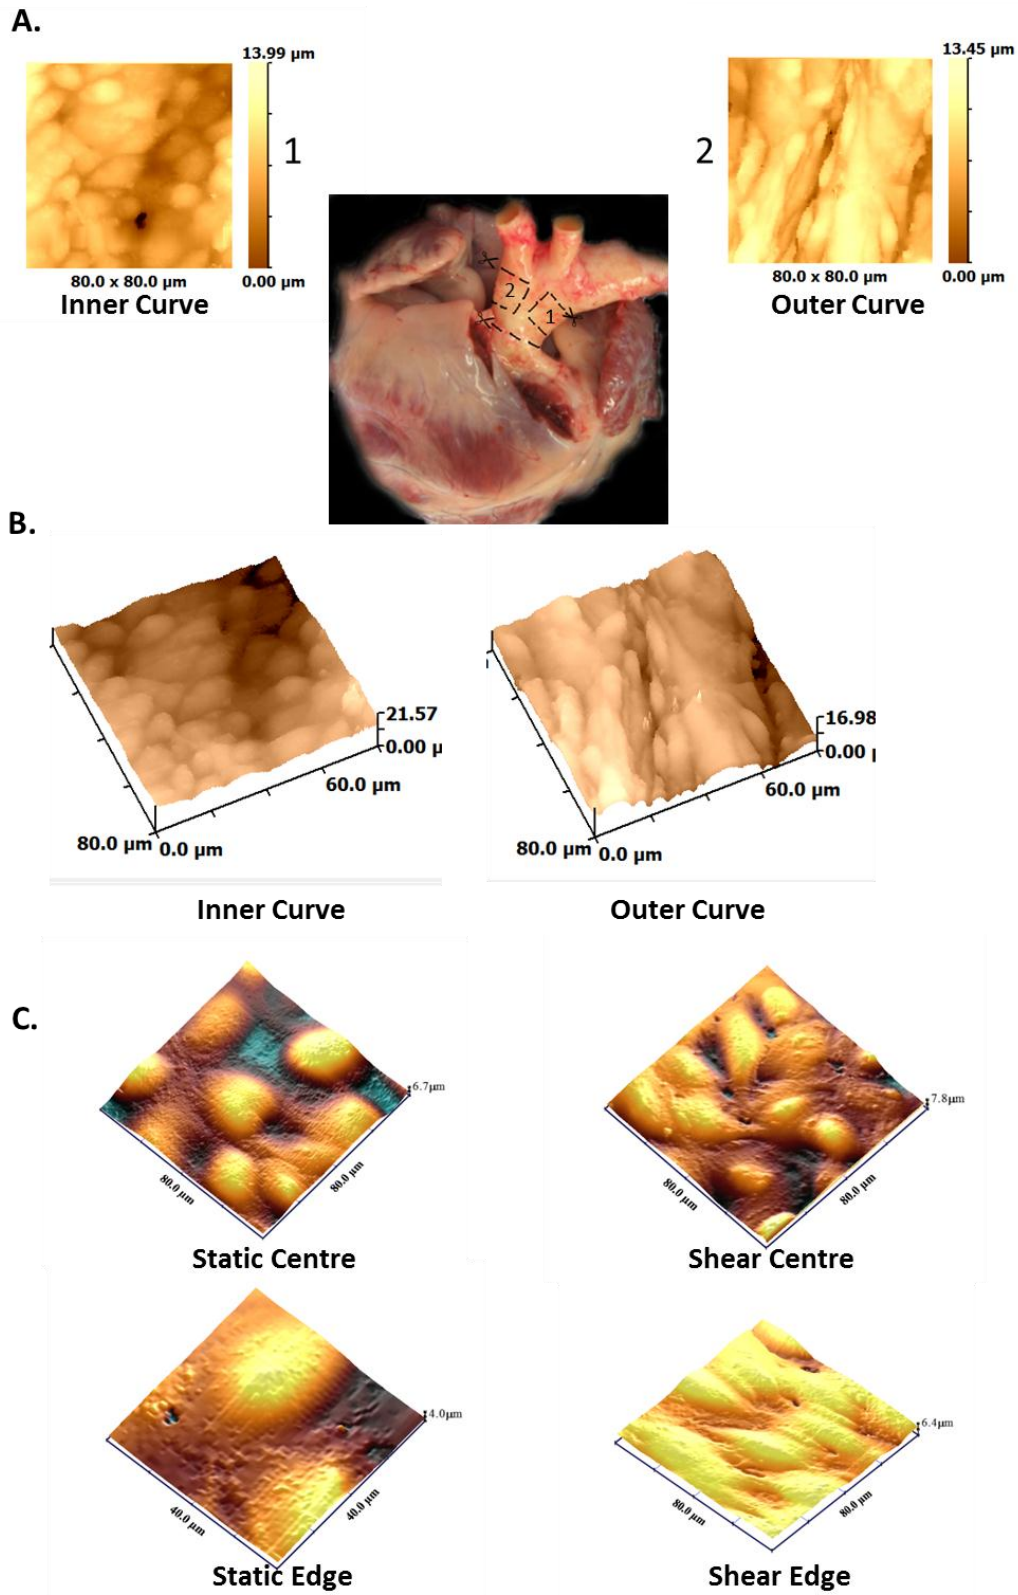 A.
13.99 µm
1
0.00 µm
80.0 x 80.0 µm
Inner Curve
13.45 µm
2
0.00 µm
80.0 x 80.0 µm
Outer Curve
2
1
B.
21.57
0.00 µ
60.0 µm
80.0 µm 0.0 µm
Inner Curve
16.98
0.00 µ
60.0 µm
80.0 µm 0.0 µm
Outer Curve
C.
6.7µm
80.0 µm
80.0 µm
Static Centre
7.8µm
80.0 µm
80.0 µm
Shear Centre
4.0µm
40.0 µm
40.0 µm
Static Edge
6.4µm
80.0 µm
80.0 µm
Shear Edge